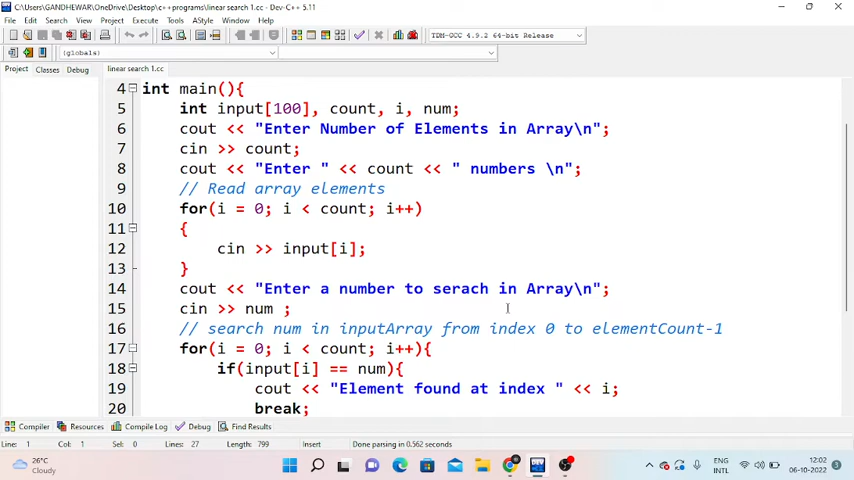 C:\Users\GANDHEWAR\OneDrive\Desktop\c++programs\linear search 1.cc - Dev-C++ 5.11
File Edit Search View Project Execute Tools AStyle Window Help
TDM-GCC 4.9.2 64-bit Release
(globals)
Project Classes Debug linear search 1.cc
4 int main(){
5 int input[100], count, i, num;
6 cout << "Enter Number of Elements in Array\n";
7 cin >> count;
8 cout << "Enter " << count << " numbers \n";
9 // Read array elements
10 for(i = 0; i < count; i++)
11 {
12 cin >> input[i];
13 }
14 cout << "Enter a number to serach in Array\n";
15 cin >> num ;
16 // search num in inputArray from index 0 to elementCount-1
17 for(i = 0; i < count; i++){
18 if(input[i] == num){
19 cout << "Element found at index " << i;
20 break;
Compiler Resources Compile Log Debug Find Results
Line: 1 Col: 1 Sel: 0 Lines: 27 Length: 799 Insert Done parsing in 0.562 seconds
26°C
Cloudy
ENG
INTL
12:02
06-10-2022
3